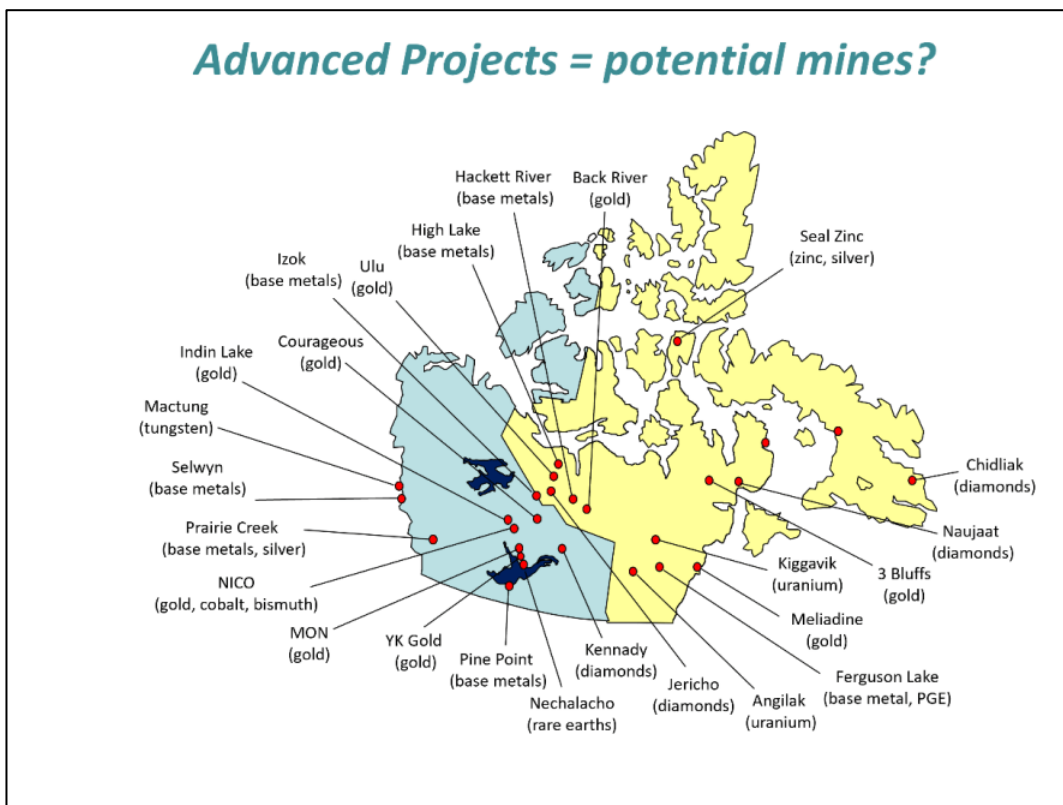 Advanced Projects = potential mines?
Hackett River
(base metals)
Back River
(gold)
High Lake
(base metals)
Seal Zinc
(zinc, silver)
Izok
(base metals)
Ulu
(gold)
Courageous
(gold)
Indin Lake
(gold)
Mactung
(tungsten)
Selwyn
(base metals)
Chidliak
(diamonds)
Prairie Creek
(base metals, silver)
Naujaat
(diamonds)
NICO
(gold, cobalt, bismuth)
Kiggavik
(uranium)
3 Bluffs
(gold)
MON
(gold)
YK Gold
(gold)
Pine Point
(base metals)
Kennady
(diamonds)
Meliadine
(gold)
Nechalacho
(rare earths)
Jericho
(diamonds)
Angilak
(uranium)
Ferguson Lake
(base metal, PGE)